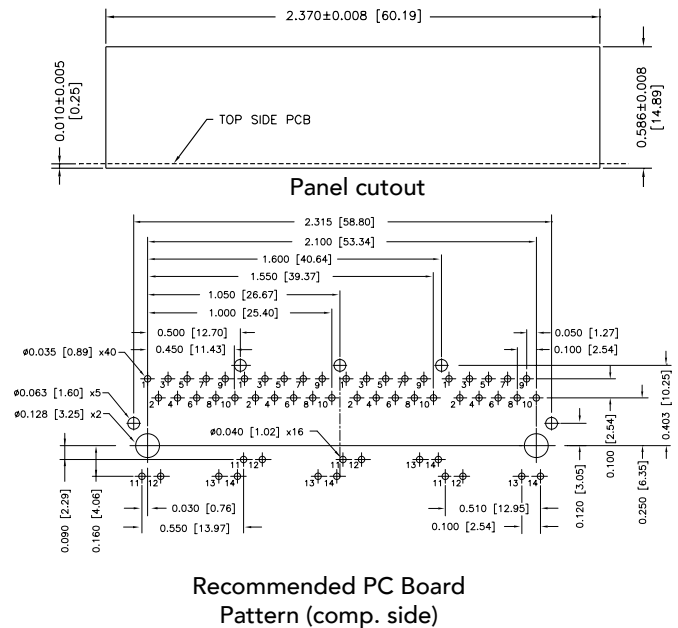 2.370±0.008 [60.19]
0.010±0.005
[0.25]
TOP SIDE PCB
0.586±0.008
[14.89]
Panel cutout
2.315 [58.80]
2.100 [53.34]
1.600 [40.64]
1.550 [39.37]
1.050 [26.67]
1.000 [25.40]
0.500 [12.70]
0.050 [1.27]
0.450 [11.43]
0.100 [2.54]
ø0.035 [0.89] x40
1 3 5 7 9 1 3 5 7 9 1 3 5 7 9 1 3 5 7 9
ø0.063 [1.60] x5
2 4 6 8 10 2 4 6 8 10 2 4 6 8 10 2 4 6 8 10
ø0.128 [3.25] x2
ø0.040 [1.02] x16
11 12 11 12 13 14
11 12 13 14 13 14 11 12 13 14
0.403 [10.25]
0.100 [2.54]
0.250 [6.35]
0.120 [3.05]
0.090 [2.29]
0.160 [4.06]
0.030 [0.76]
0.510 [12.95]
0.550 [13.97]
0.100 [2.54]
Recommended PC Board
Pattern (comp. side)